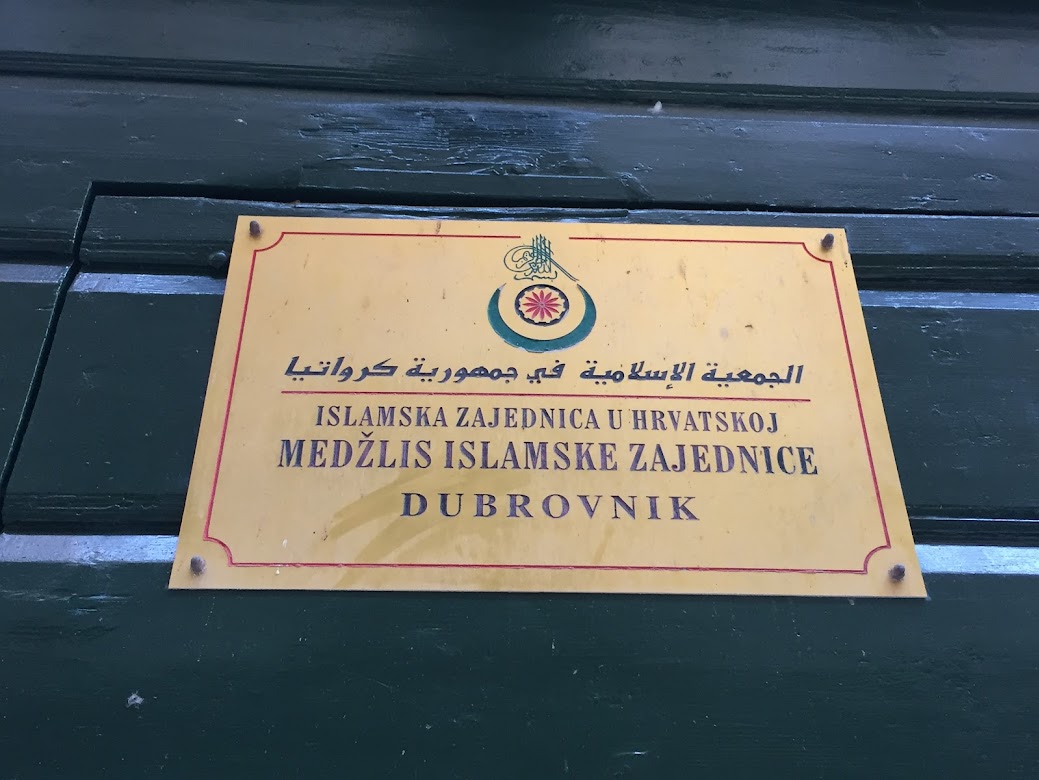 الجمعية الإسلامية في جمهورية كرواتيا
ISLAMSKA ZAJEDNICA U HRVATSKOJ
MEDŽLIS ISLAMSKE ZAJEDNICE
DUBROVNIK